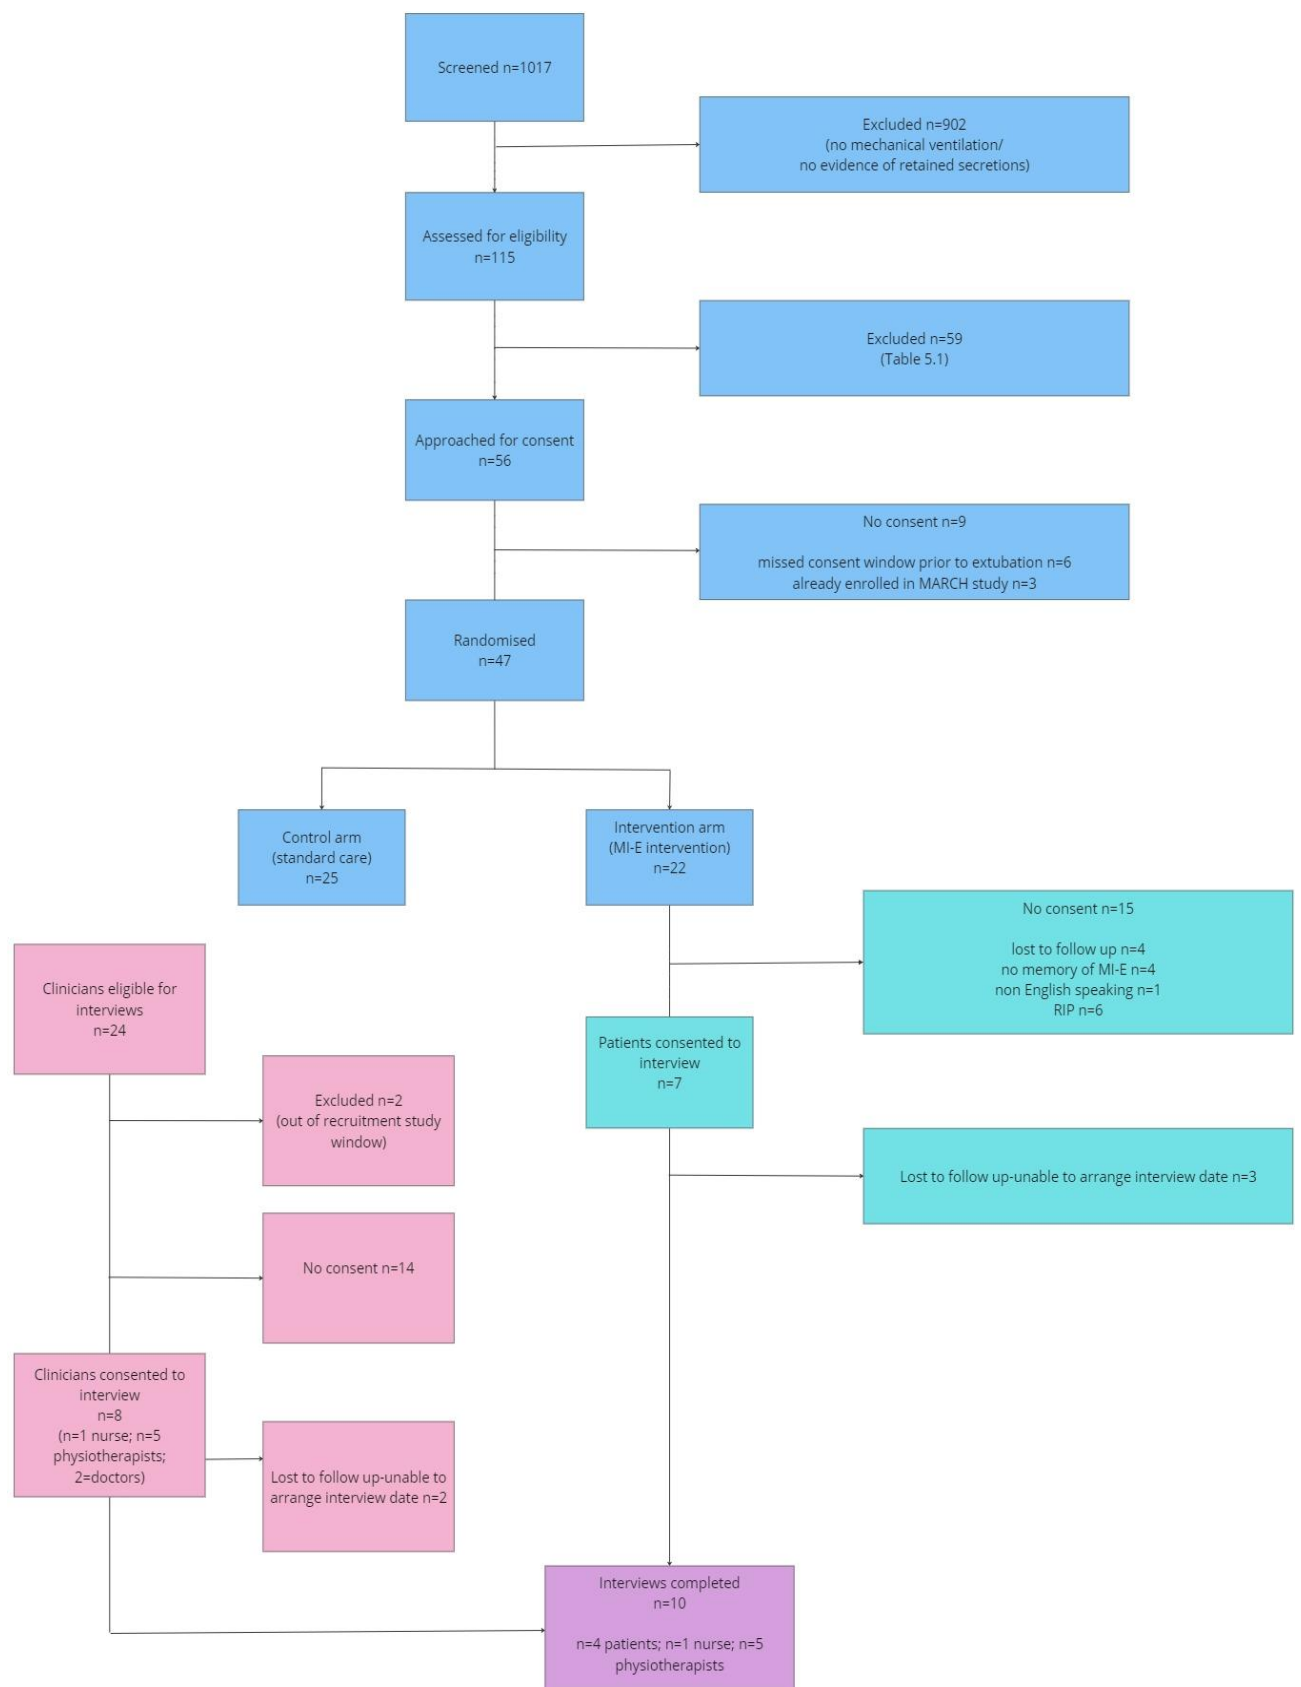 Screened n=1017
Excluded n=902
(no mechanical ventilation/
no evidence of retained secretions)
Assessed for eligibility
n=115
Excluded n=59
(Table 5.1)
Approached for consent
n=56
No consent n=9
missed consent window prior to extubation n=6
already enrolled in MARCH study n=3
Randomised
n=47
Control arm
(standard care)
n=25
Intervention arm
(MI-E intervention)
n=22
No consent n=15
lost to follow up n=4
no memory of MI-E n=4
non English speaking n=1
RIP n=6
Clinicians eligible for
interviews
n=24
Patients consented to
interview
n=7
Excluded n=2
(out of recruitment study
window)
Lost to follow up-unable to arrange interview date n=3
No consent n=14
Clinicians consented to
interview
n=8
(n=1 nurse; n=5
physiotherapists;
2=doctors)
Lost to follow up-unable to
arrange interview date n=2
Interviews completed
n=10
n=4 patients; n=1 nurse; n=5
physiotherapists